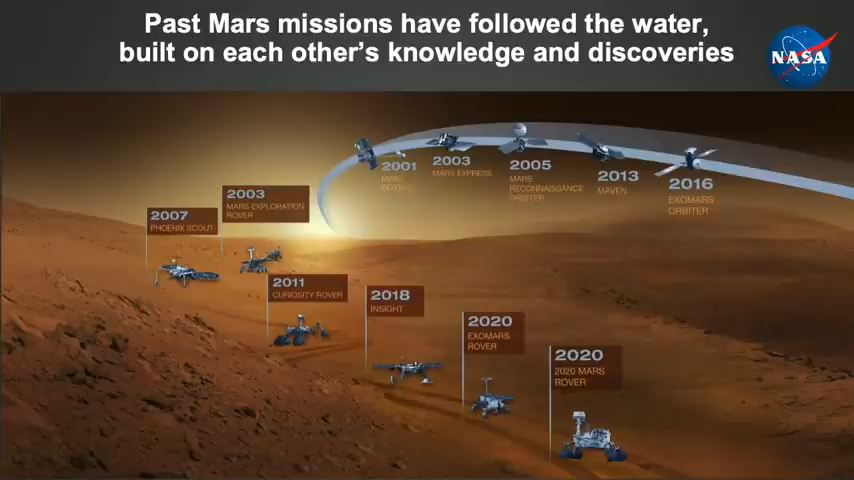 Past Mars missions have followed the water,
built on each other's knowledge and discoveries
NASA
2001
MARS
ODYSSEY
2003
MARS EXPRESS
2005
MARS
RECONNAISSANCE
ORBITER
2013
MAVEN
2016
EXOMARS
ORBITER
2007
PHOENIX SCOUT
2003
MARS EXPLORATION
ROVER
2011
CURIOSITY ROVER
2018
INSIGHT
2020
EXOMARS
ROVER
2020
2020 MARS
ROVER